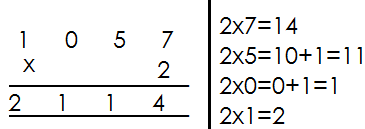 1 0 5 7
x 2
2 1 1 4
2x7=14
2x5=10+1=11
2x0=0+1=1
2x1=2